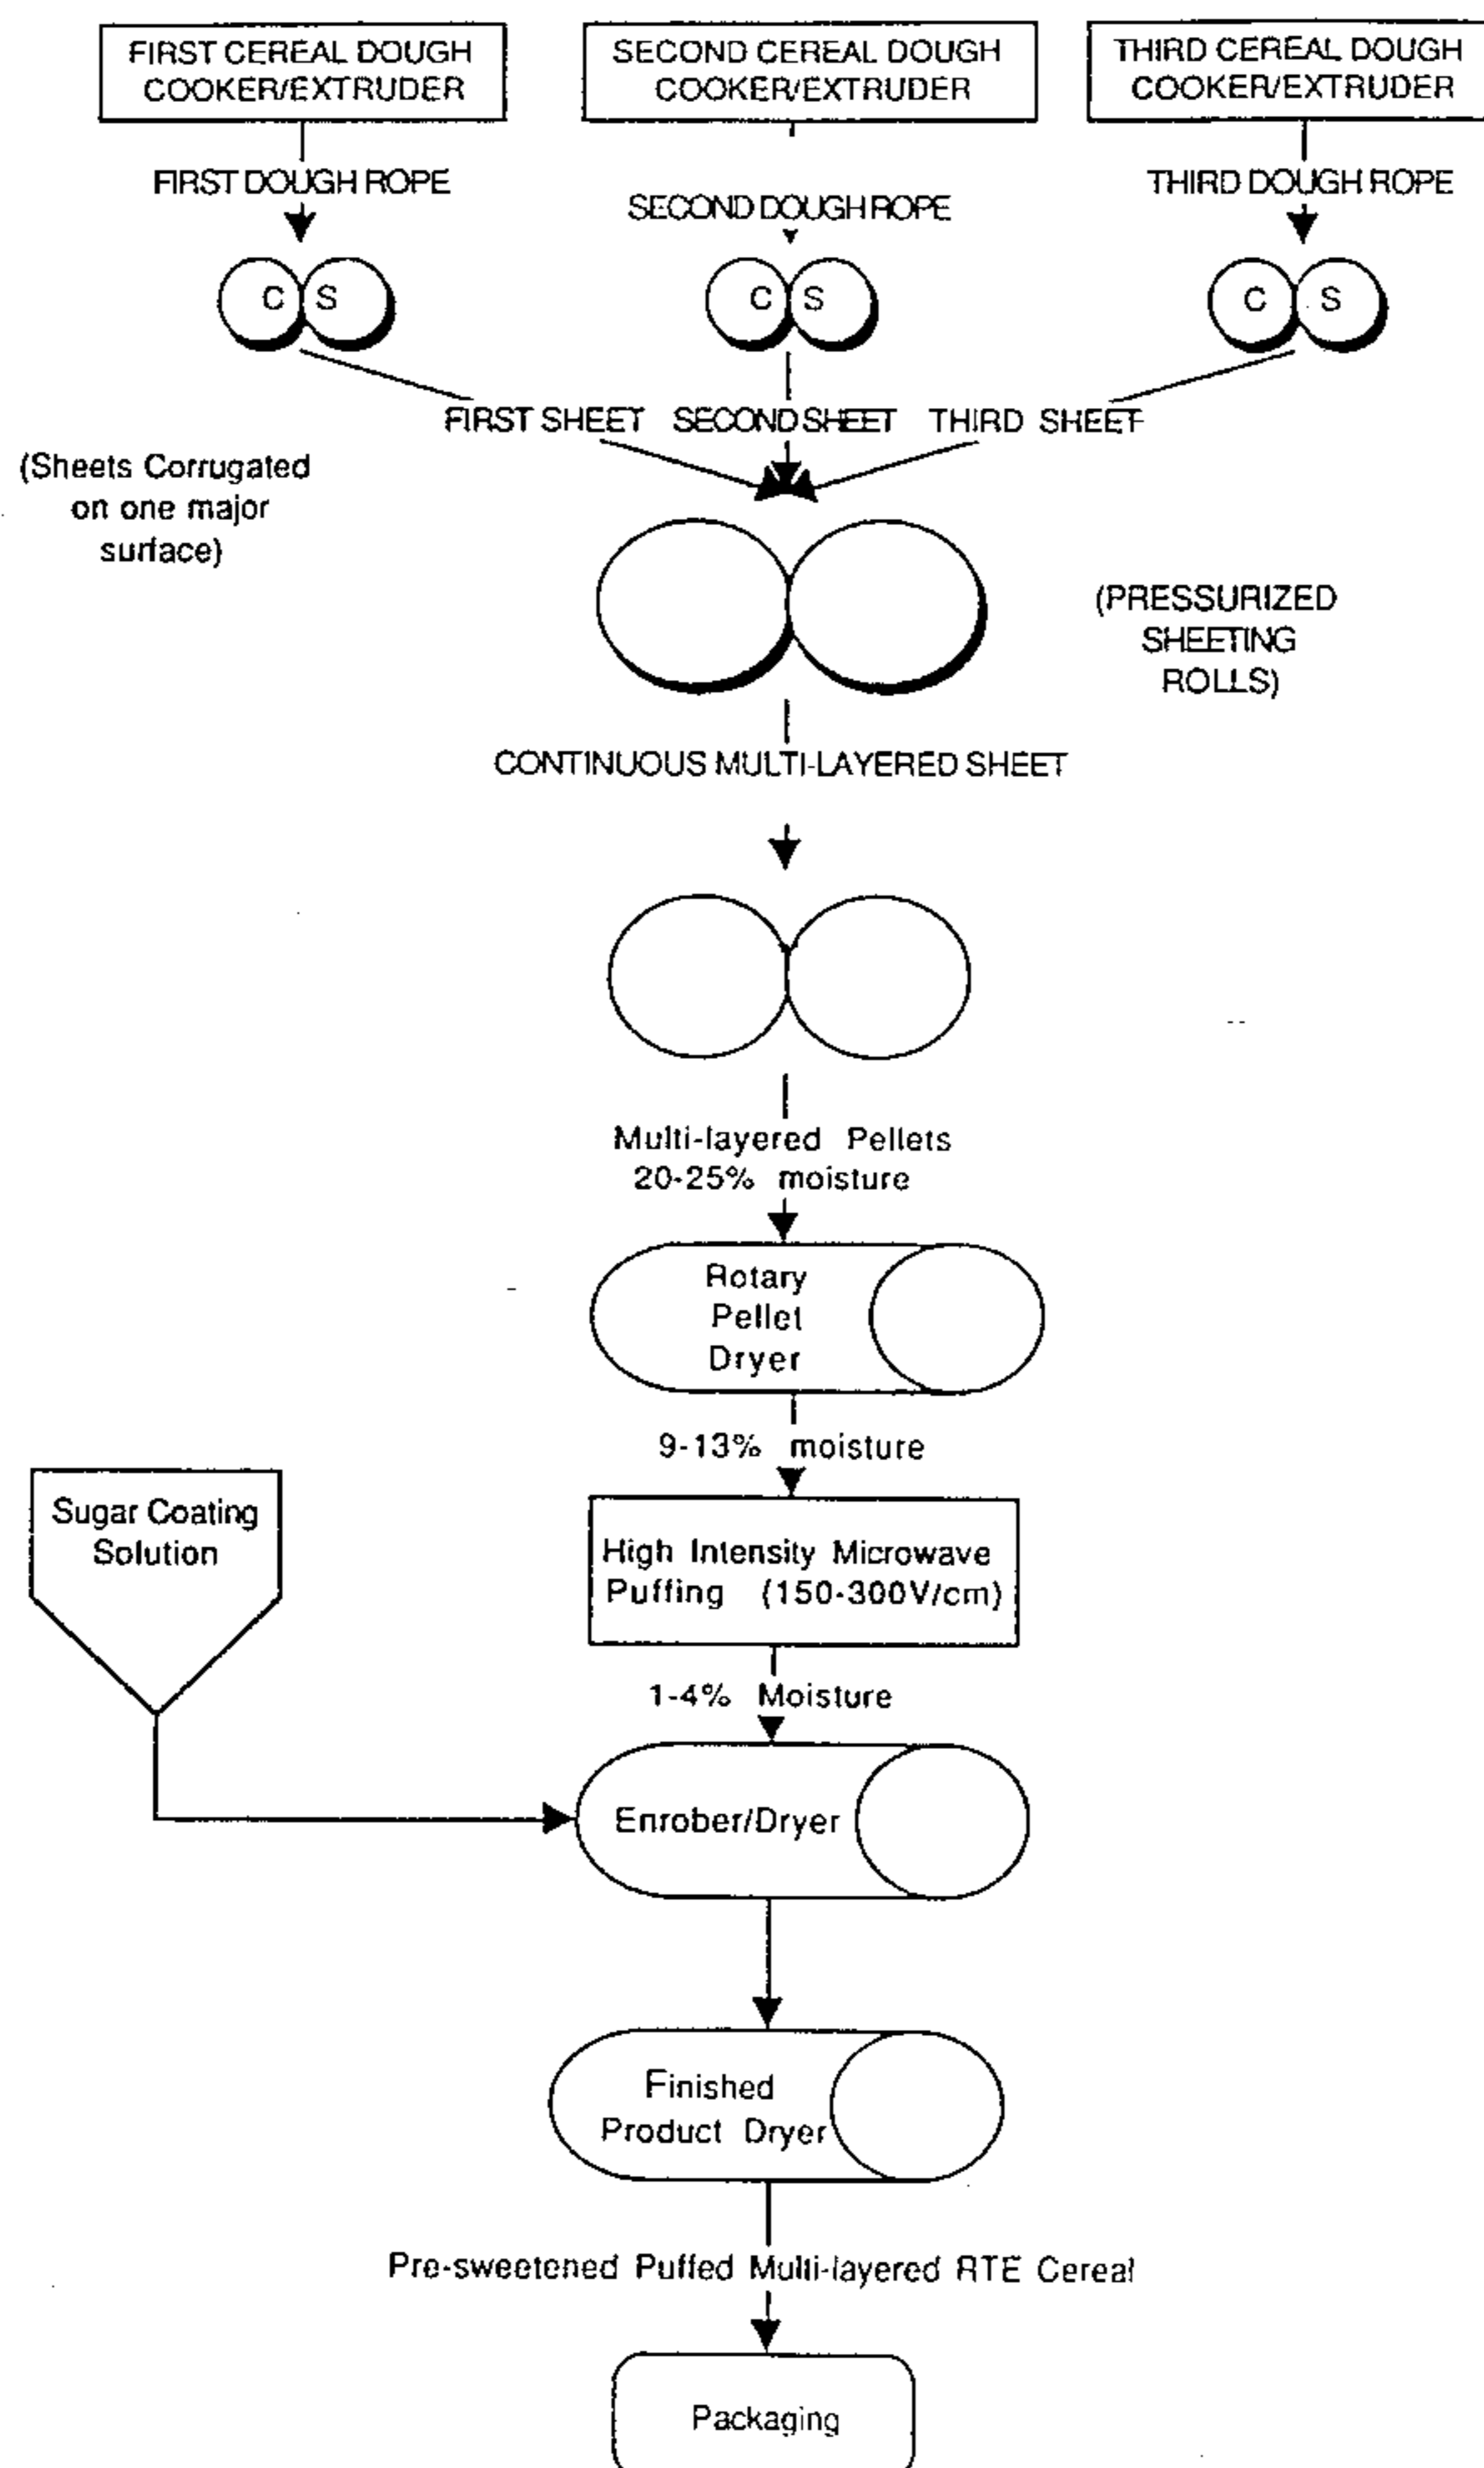 FIRST CEREAL DOUGH
COOKER/EXTRUDER
SECOND CEREAL DOUGH
COOKER/EXTRUDER
THIRD CEREAL DOUGH
COOKER/EXTRUDER
FIRST DOUGH ROPE
SECOND DOUGH ROPE
THIRD DOUGH ROPE
C S
C S
C S
FIRST SHEET SECOND SHEET THIRD SHEET
(Sheets Corrugated
on one major
surface)
(PRESSURIZED
SHEETING
ROLLS)
CONTINUOUS MULTI-LAYERED SHEET
Multi-layered Pellets
20-25% moisture
Rotary
Pellet
Dryer
9-13% moisture
Sugar Coating
Solution
High Intensity Microwave
Puffing (150-300V/cm)
1-4% Moisture
Enrober/Dryer
Finished
Product Dryer
Pre-sweetened Puffed Multi-layered RTE Cereal
Packaging